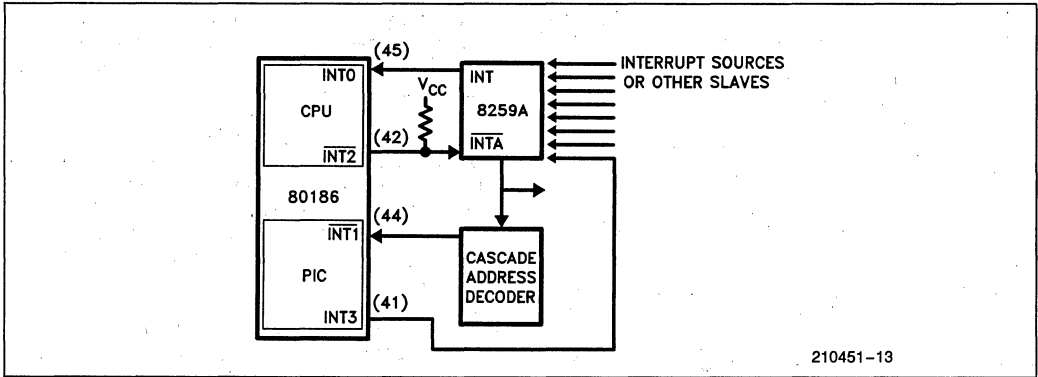 (45)
INT0
CPU
INT2
(42)
V_CC
INT
8259A
INTA
INTERRUPT SOURCES
OR OTHER SLAVES
80186
(44)
INT1
PIC
INT3
(41)
CASCADE
ADDRESS
DECODER
210451-13